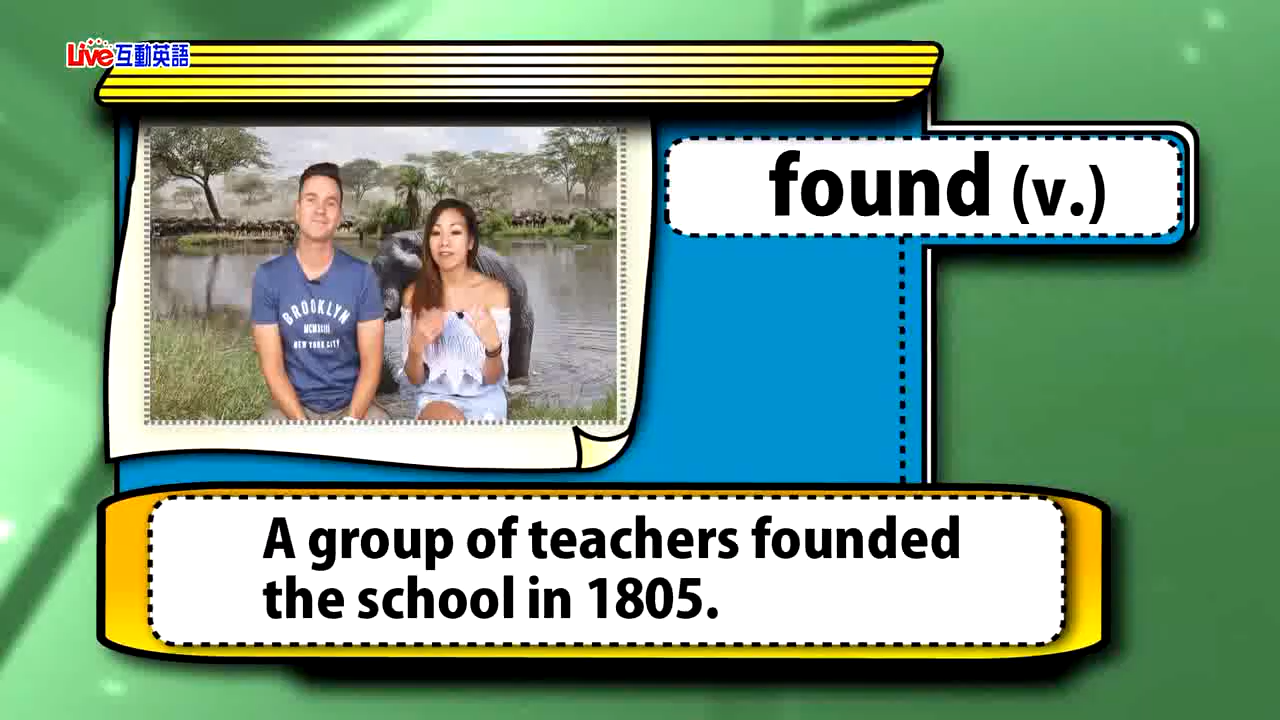 Live互動英語
found (v.)
BROOKLYN
MCMXCIII
NEW YORK CITY
A group of teachers founded
the school in 1805.